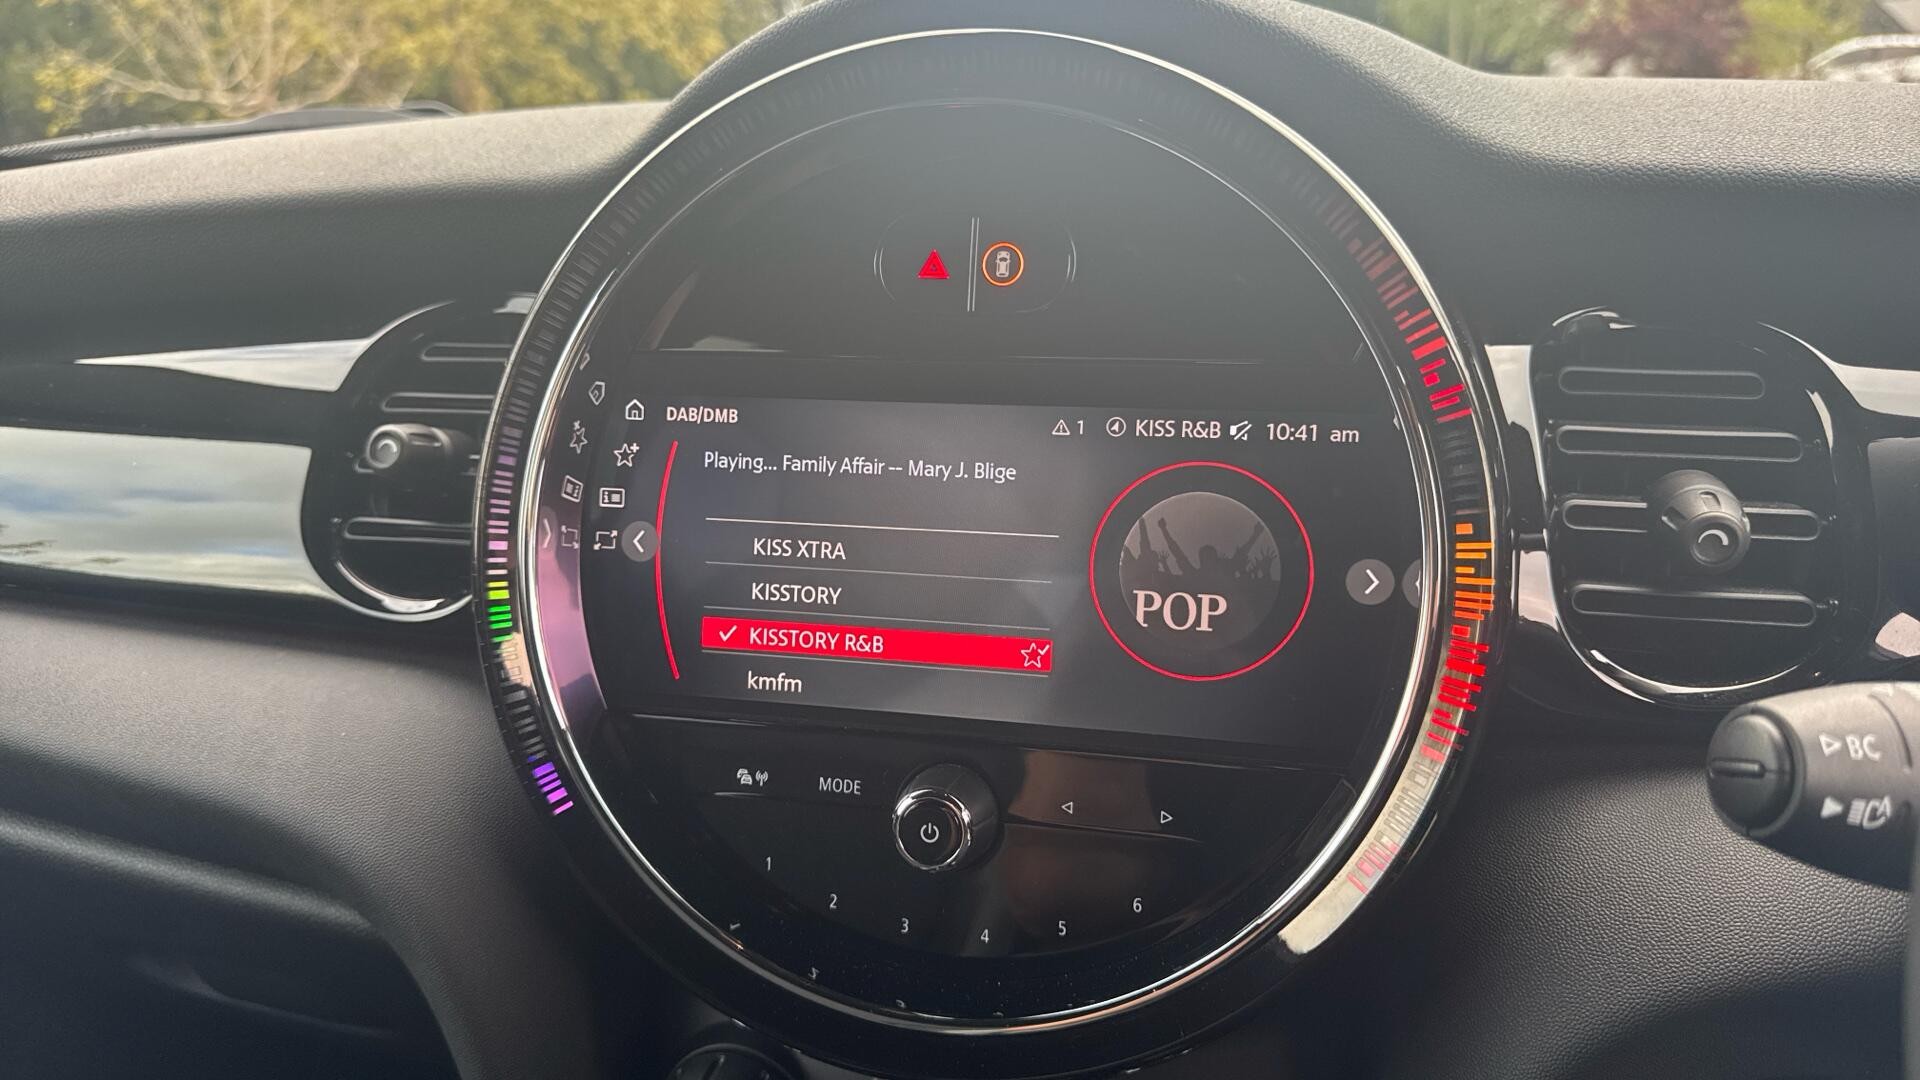 DAB/DMB
1 KISS R&B 10:41 am
Playing... Family Affair -- Mary J. Blige
KISS XTRA
KISSTORY
KISSTORY R&B
kmfm
POP
MODE
1
2
3
4
5
6
BC